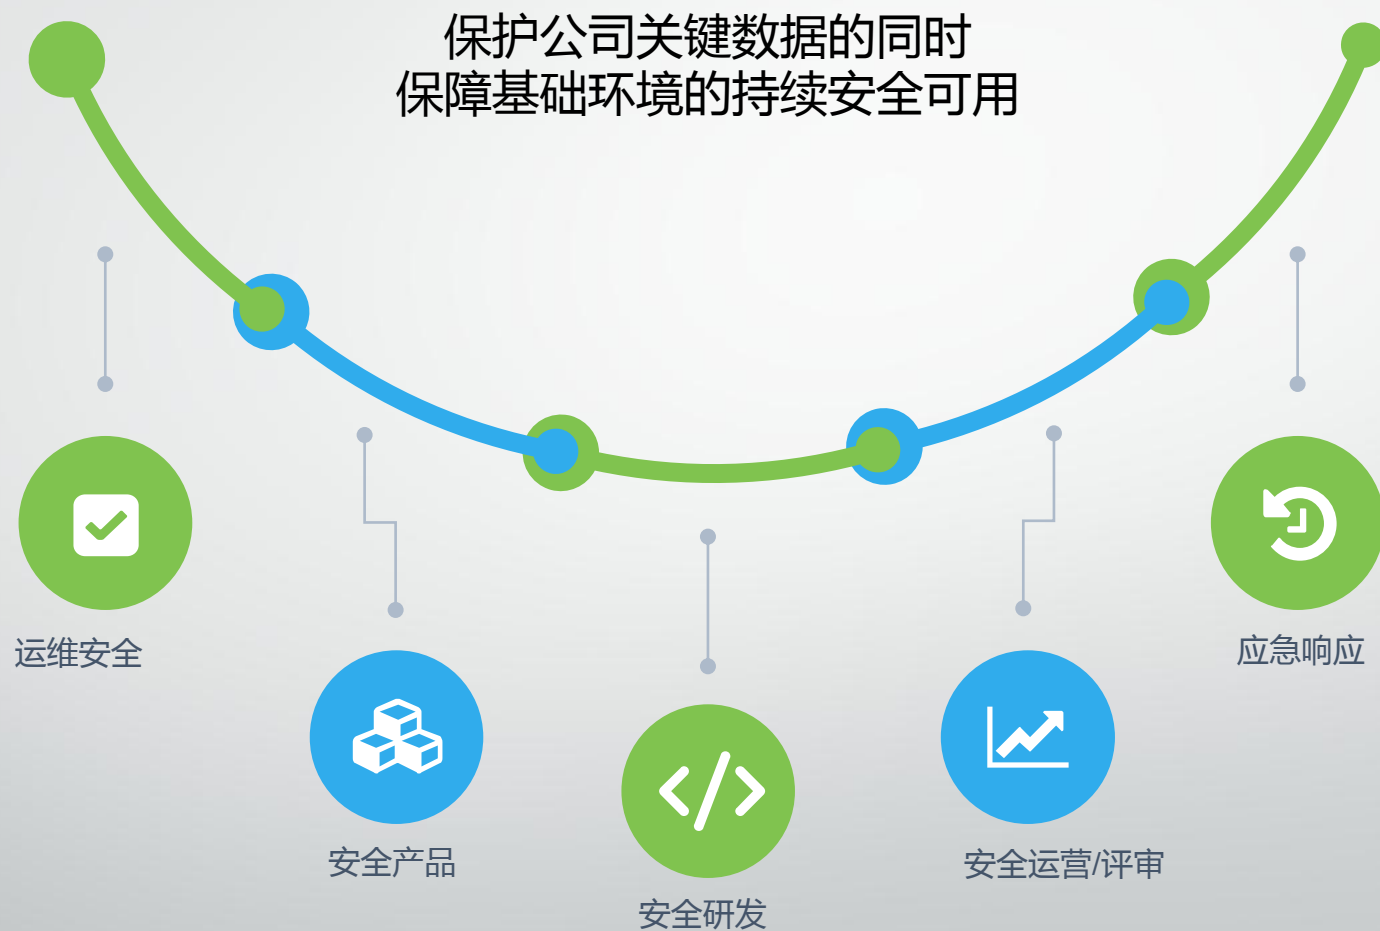 保护公司关键数据的同时
保障基础环境的持续安全可用
运维安全
安全产品
安全研发
安全运营/评审
应急响应